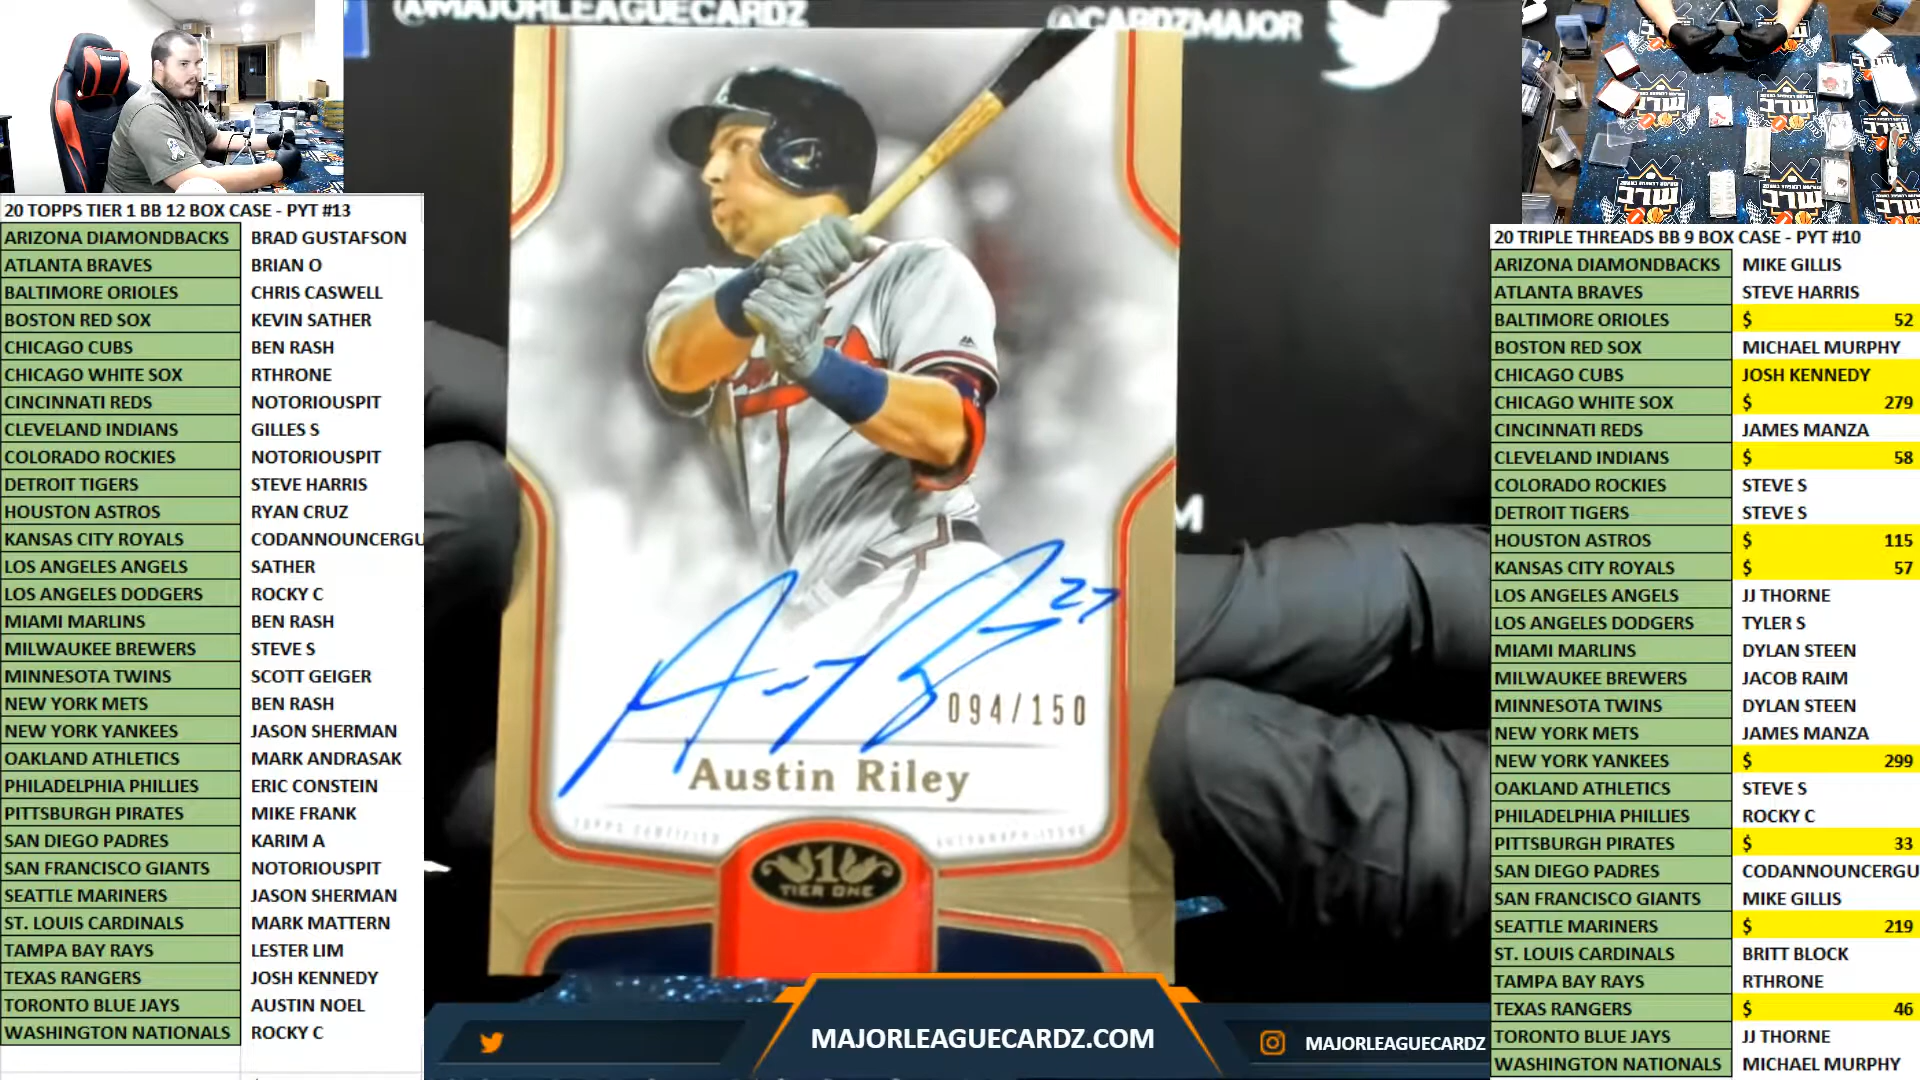 @MAJORLEAGUECARDZ
@CARDZMAJOR
20 TOPPS TIER 1 BB 12 BOX CASE - PYT #13
ARIZONA DIAMONDBACKS BRAD GUSTAFSON
ATLANTA BRAVES BRIAN O
BALTIMORE ORIOLES CHRIS CASWELL
BOSTON RED SOX KEVIN SATHER
CHICAGO CUBS BEN RASH
CHICAGO WHITE SOX RTHRONE
CINCINNATI REDS NOTORIOUSPIT
CLEVELAND INDIANS GILLES S
COLORADO ROCKIES NOTORIOUSPIT
DETROIT TIGERS STEVE HARRIS
HOUSTON ASTROS RYAN CRUZ
KANSAS CITY ROYALS CODANNOUNCERGU
LOS ANGELES ANGELS SATHER
LOS ANGELES DODGERS ROCKY C
MIAMI MARLINS BEN RASH
MILWAUKEE BREWERS STEVE S
MINNESOTA TWINS SCOTT GEIGER
NEW YORK METS BEN RASH
NEW YORK YANKEES JASON SHERMAN
OAKLAND ATHLETICS MARK ANDRASAK
PHILADELPHIA PHILLIES ERIC CONSTEIN
PITTSBURGH PIRATES MIKE FRANK
SAN DIEGO PADRES KARIM A
SAN FRANCISCO GIANTS NOTORIOUSPIT
SEATTLE MARINERS JASON SHERMAN
ST. LOUIS CARDINALS MARK MATTERN
TAMPA BAY RAYS LESTER LIM
TEXAS RANGERS JOSH KENNEDY
TORONTO BLUE JAYS AUSTIN NOEL
WASHINGTON NATIONALS ROCKY C
27
094/150
Austin Riley
TOPPS CERTIFIED AUTOGRAPH ISSUE
1
TIER ONE
M
MAJORLEAGUECARDZ.COM
MAJORLEAGUECARDZ
20 TRIPLE THREADS BB 9 BOX CASE - PYT #10
ARIZONA DIAMONDBACKS MIKE GILLIS
ATLANTA BRAVES STEVE HARRIS
BALTIMORE ORIOLES $ 52
BOSTON RED SOX MICHAEL MURPHY
CHICAGO CUBS JOSH KENNEDY
CHICAGO WHITE SOX $ 279
CINCINNATI REDS JAMES MANZA
CLEVELAND INDIANS $ 58
COLORADO ROCKIES STEVE S
DETROIT TIGERS STEVE S
HOUSTON ASTROS $ 115
KANSAS CITY ROYALS $ 57
LOS ANGELES ANGELS JJ THORNE
LOS ANGELES DODGERS TYLER S
MIAMI MARLINS DYLAN STEEN
MILWAUKEE BREWERS JACOB RAIM
MINNESOTA TWINS DYLAN STEEN
NEW YORK METS JAMES MANZA
NEW YORK YANKEES $ 299
OAKLAND ATHLETICS STEVE S
PHILADELPHIA PHILLIES ROCKY C
PITTSBURGH PIRATES $ 33
SAN DIEGO PADRES CODANNOUNCERGU
SAN FRANCISCO GIANTS MIKE GILLIS
SEATTLE MARINERS $ 219
ST. LOUIS CARDINALS BRITT BLOCK
TAMPA BAY RAYS RTHRONE
TEXAS RANGERS $ 46
TORONTO BLUE JAYS JJ THORNE
WASHINGTON NATIONALS MICHAEL MURPHY